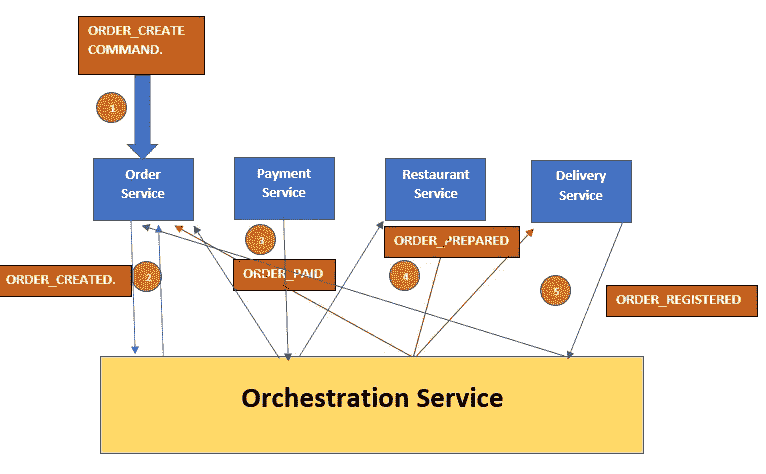 ORDER_CREATE
COMMAND.
1
Order
Service
Payment
Service
Restaurant
Service
Delivery
Service
3
ORDER_PREPARED
ORDER_CREATED.
2
ORDER_PAID
4
5
ORDER_REGISTERED
Orchestration Service